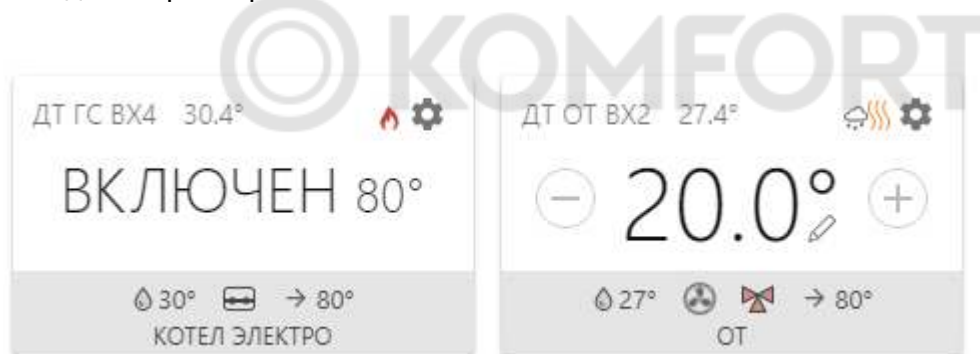 KOMFORT
ДТ ГС ВХ4 30.4°
ВКЛЮЧЕН 80°
30° → 80°
КОТЕЛ ЭЛЕКТРО
ДТ ОТ ВХ2 27.4°
20.0°
27° → 80°
ОТ